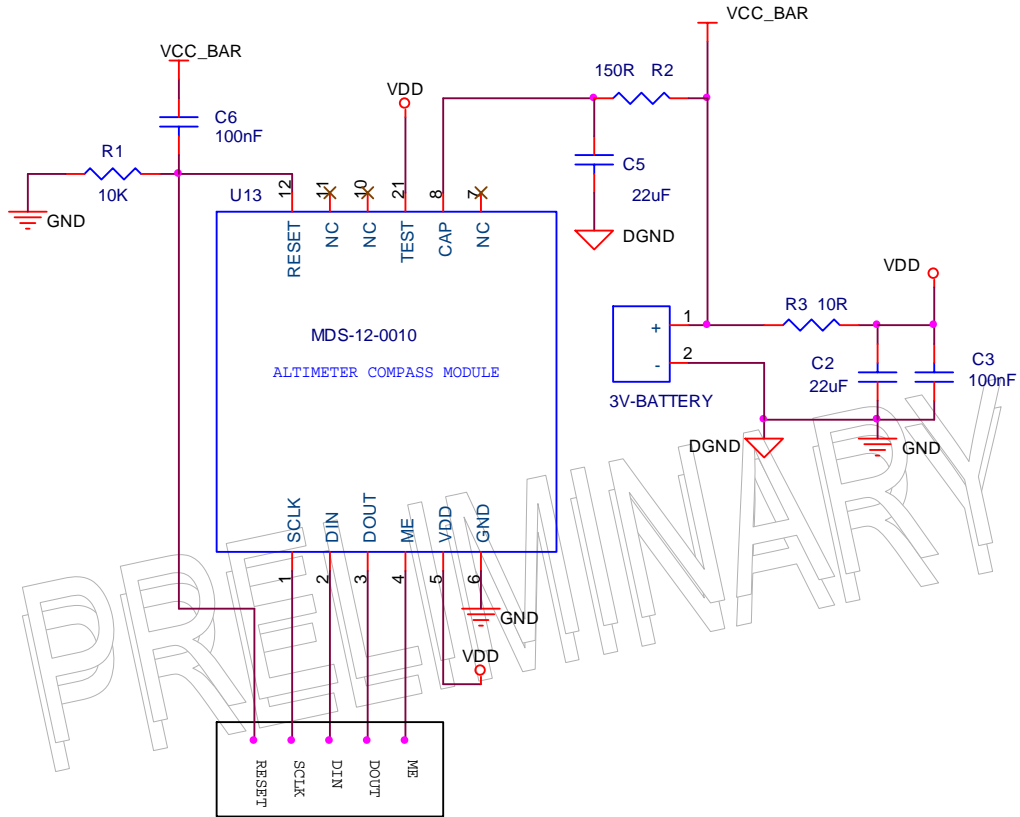 VCC_BAR
VCC_BAR
150R R2
VDD
C6
100nF
R1
10K
C5
22uF
GND
U13
12
11
10
21
8
7
RESET
NC
NC
TEST
CAP
NC
DGND
VDD
MDS-12-0010
ALTIMETER COMPASS MODULE
+
-
1
2
3V-BATTERY
R3 10R
C2
22uF
C3
100nF
DGND
GND
PRELIMINARY
SCLK
DIN
DOUT
ME
VDD
GND
1
2
3
4
5
6
GND
VDD
RESET
SCLK
DIN
DOUT
ME